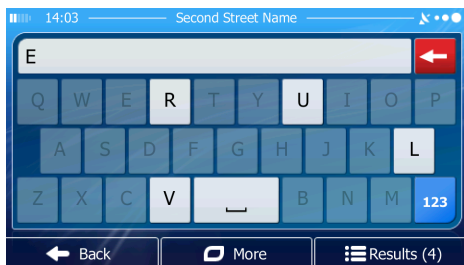 14:03 Second Street Name
E
Q W E R T Y U I O P
A S D F G H J K L
Z X C V B N M 123
Back More Results (4)